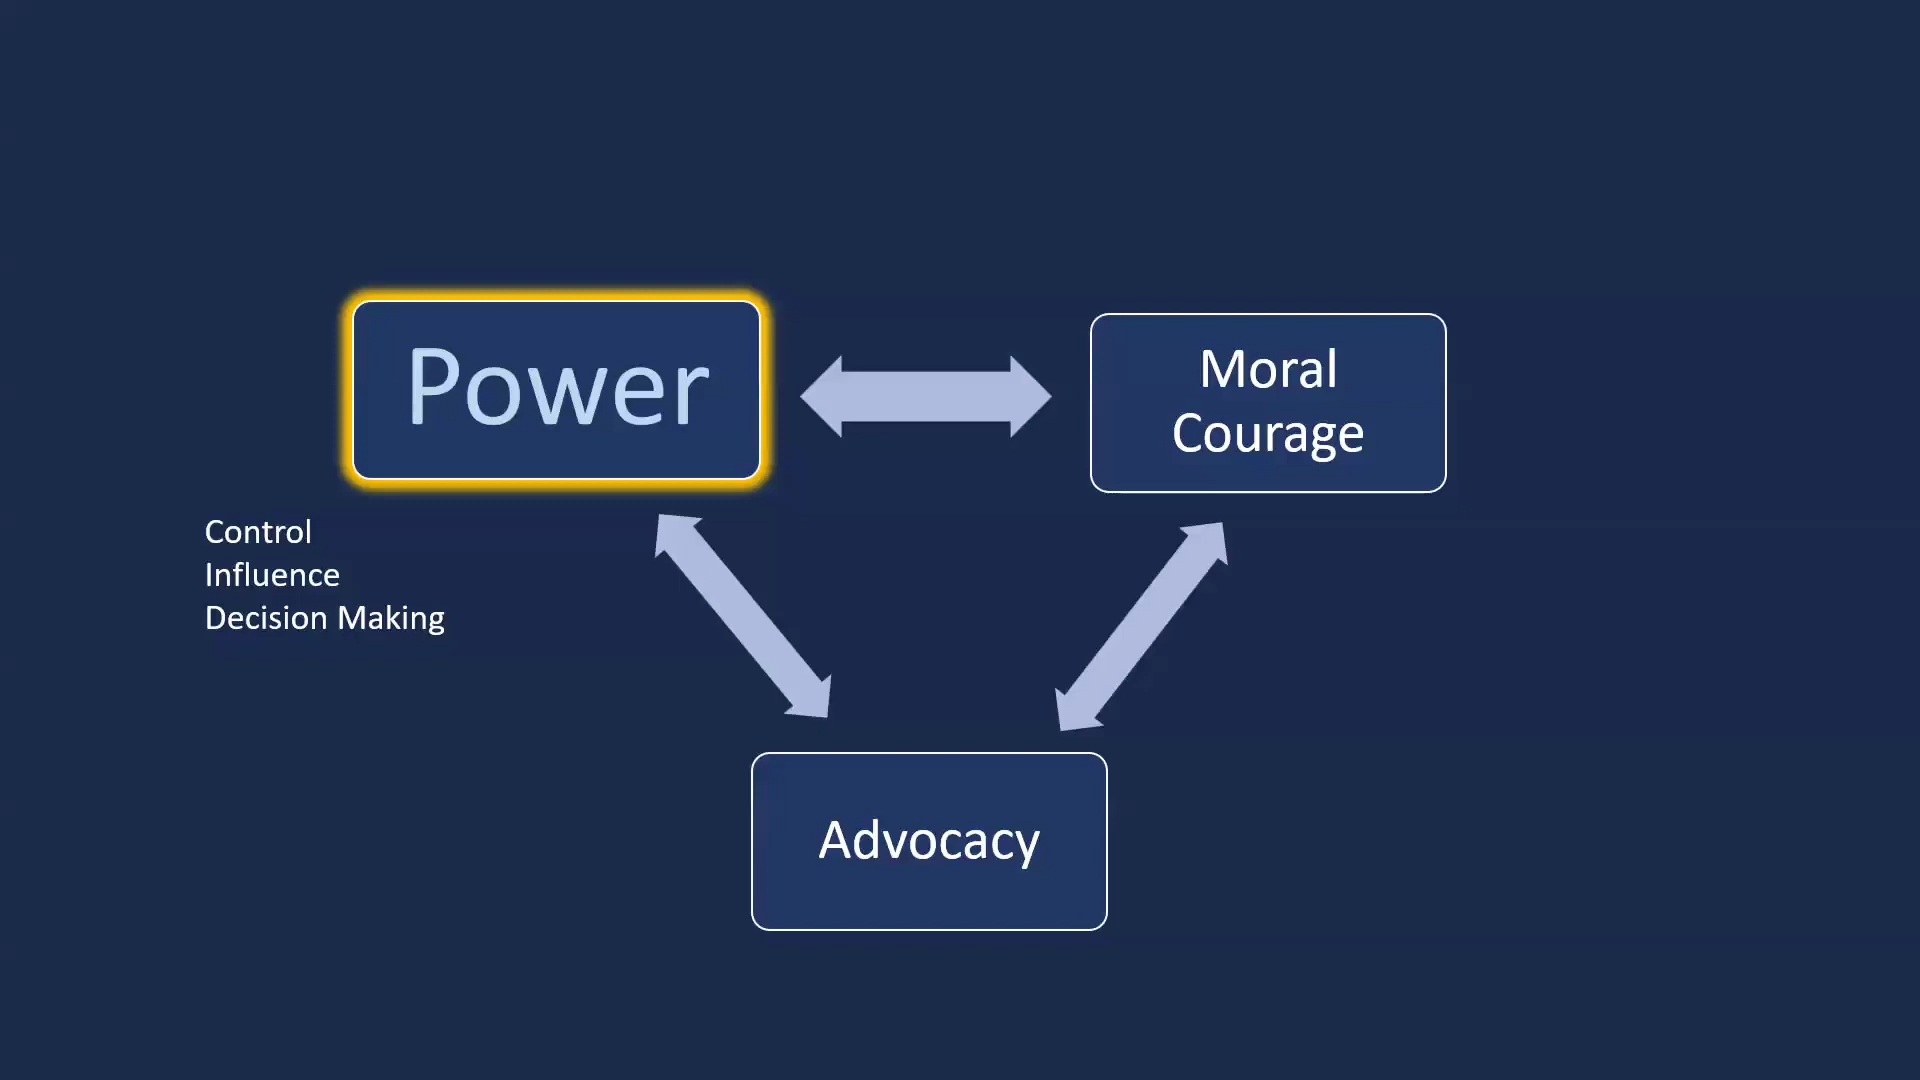 Power
Moral
Courage
Control
Influence
Decision Making
Advocacy